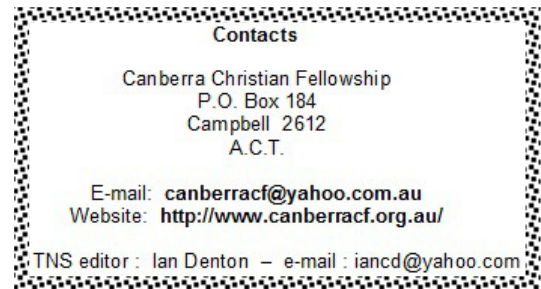 Contacts
Canberra Christian Fellowship
P.O. Box 184
Campbell  2612
A.C.T.
E-mail:  canberracf@yahoo.com.au
Website:  http://www.canberracf.org.au/
TNS editor :  Ian Denton  –  e-mail : iancd@yahoo.com